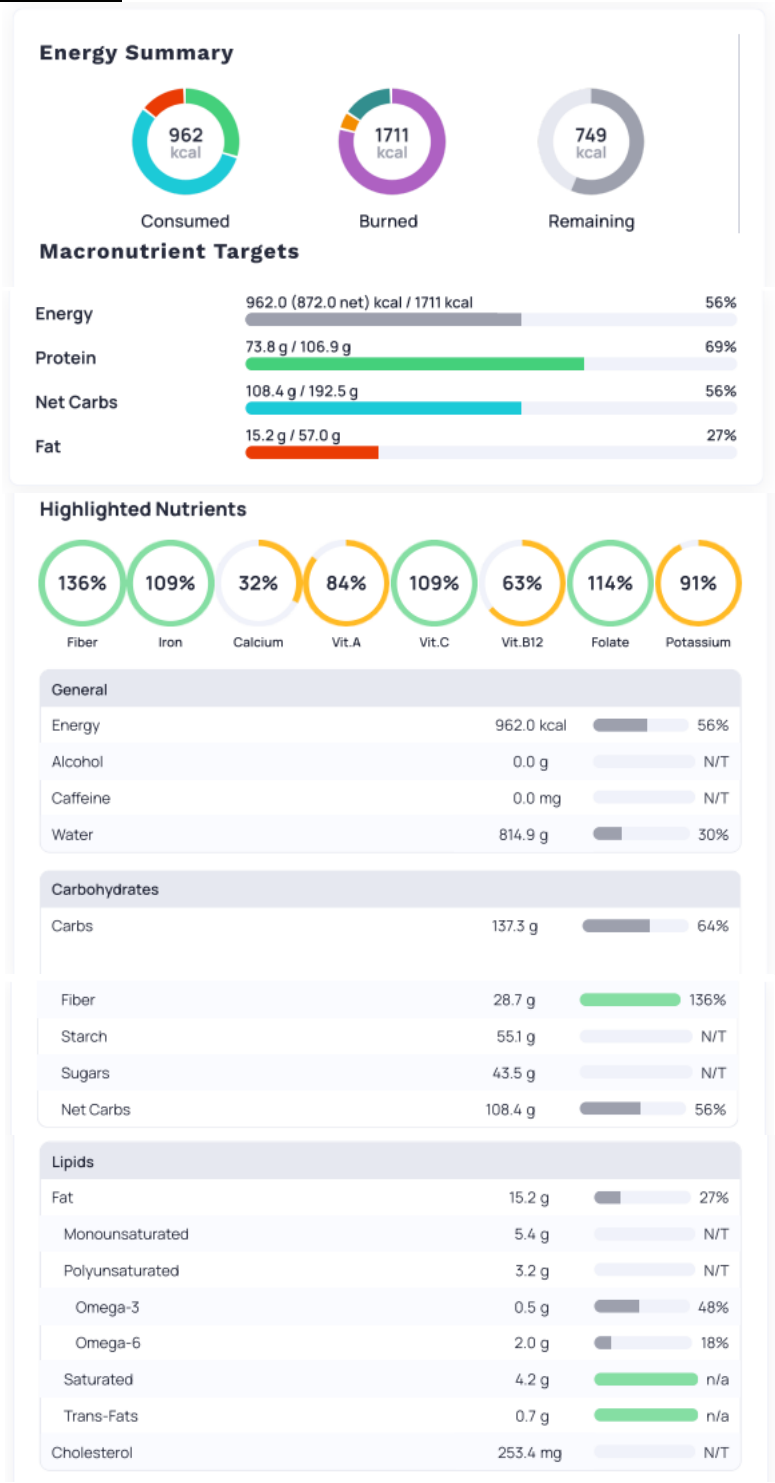 Energy Summary
962 kcal
1711 kcal
749 kcal
Consumed
Burned
Remaining
Macronutrient Targets
Energy 962.0 (872.0 net) kcal / 1711 kcal 56%
Protein 73.8 g / 106.9 g 69%
Net Carbs 108.4 g / 192.5 g 56%
Fat 15.2 g / 57.0 g 27%
Highlighted Nutrients
136% 109% 32% 84% 109% 63% 114% 91%
Fiber Iron Calcium Vit.A Vit.C Vit.B12 Folate Potassium
General
Energy 962.0 kcal 56%
Alcohol 0.0 g N/T
Caffeine 0.0 mg N/T
Water 814.9 g 30%
Carbohydrates
Carbs 137.3 g 64%
Fiber 28.7 g 136%
Starch 55.1 g N/T
Sugars 43.5 g N/T
Net Carbs 108.4 g 56%
Lipids
Fat 15.2 g 27%
Monounsaturated 5.4 g N/T
Polyunsaturated 3.2 g N/T
Omega-3 0.5 g 48%
Omega-6 2.0 g 18%
Saturated 4.2 g n/a
Trans-Fats 0.7 g n/a
Cholesterol 253.4 mg N/T